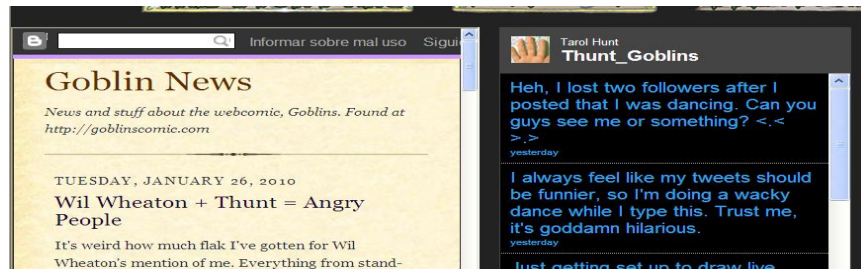 Informar sobre mal uso Sigui
Goblin News
News and stuff about the webcomic, Goblins. Found at
http://goblinscomic.com
TUESDAY, JANUARY 26, 2010
Wil Wheaton + Thunt = Angry
People
It's weird how much flak I've gotten for Wil
Wheaton's mention of me. Everything from stand-
Tarol Hunt
Thunt_Goblins
Heh, I lost two followers after I
posted that I was dancing. Can you
guys see me or something? <.<
>.>
yesterday
I always feel like my tweets should
be funnier, so I'm doing a wacky
dance while I type this. Trust me,
it's goddamn hilarious.
yesterday
Just getting set up to draw live